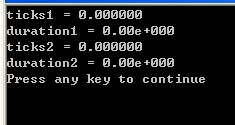 ticks1 = 0.000000
duration1 = 0.00e+000
ticks2 = 0.000000
duration2 = 0.00e+000
Press any key to continue